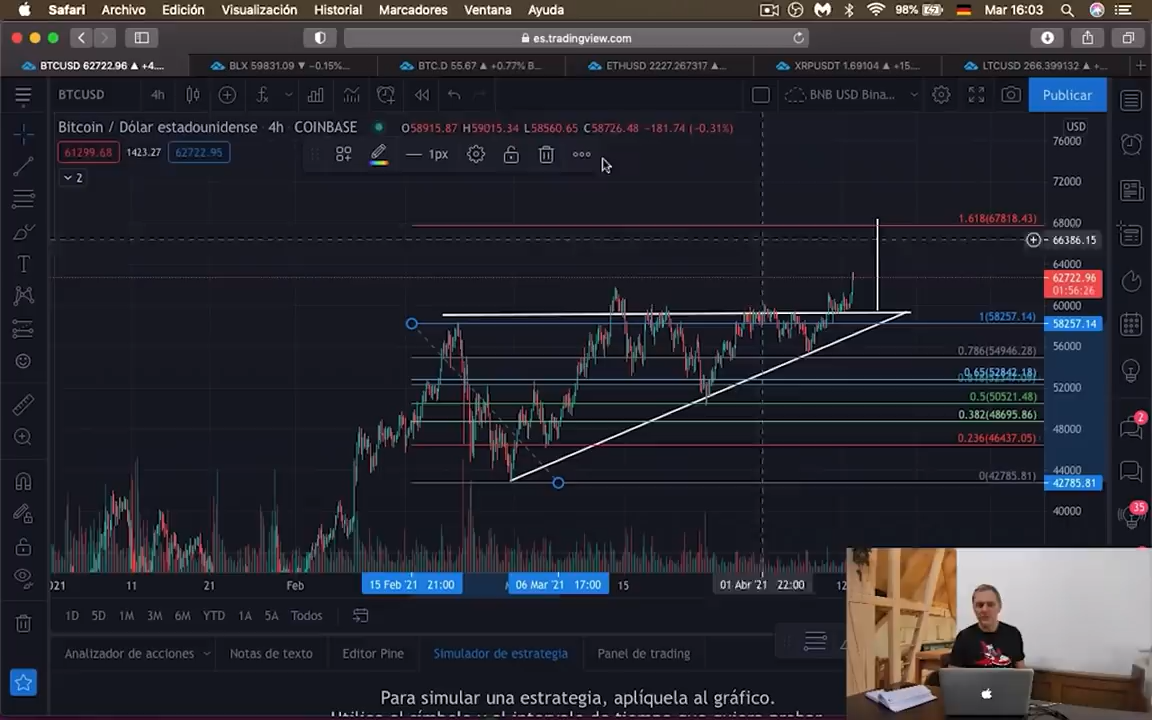 Safari Archivo Edición Visualización Historial Marcadores Ventana Ayuda 98% Mar 16:03
es.tradingview.com
BTCUSD 62722.96 ▲ +4.... BLX 59831.09 ▼ −0.15%... BTC.D 55.67 ▲ +0.77% B... ETHUSD 2227.267317 ▲... XRPUSDT 1.69104 ▲ +15... LTCUSD 266.399132 ▲ +...
BTCUSD 4h BNB USD Bina... Publicar
Bitcoin / Dólar estadounidense 4h COINBASE O58915.87 H59015.34 L58560.65 C58726.48 −181.74 (−0.31%) USD
61299.68 1423.27 62722.95 1px
2
76000
72000
1.618(67818.43) 68000
66386.15
64000
62722.96
01:56:26
60000
1(58257.14) 58257.14
0.786(54946.28) 56000
0.65(52842.18)
0.5(50521.48) 52000
0.382(48695.86) 48000
0.236(46437.05)
44000
0(42785.81) 42785.81
40000
2
35
021 11 21 Feb 15 Feb '21 21:00 06 Mar '21 17:00 15 01 Abr '21 22:00
1D 5D 1M 3M 6M YTD 1A 5A Todos
Analizador de acciones Notas de texto Editor Pine Simulador de estrategia Panel de trading
Para simular una estrategia, aplíquela al gráfico.